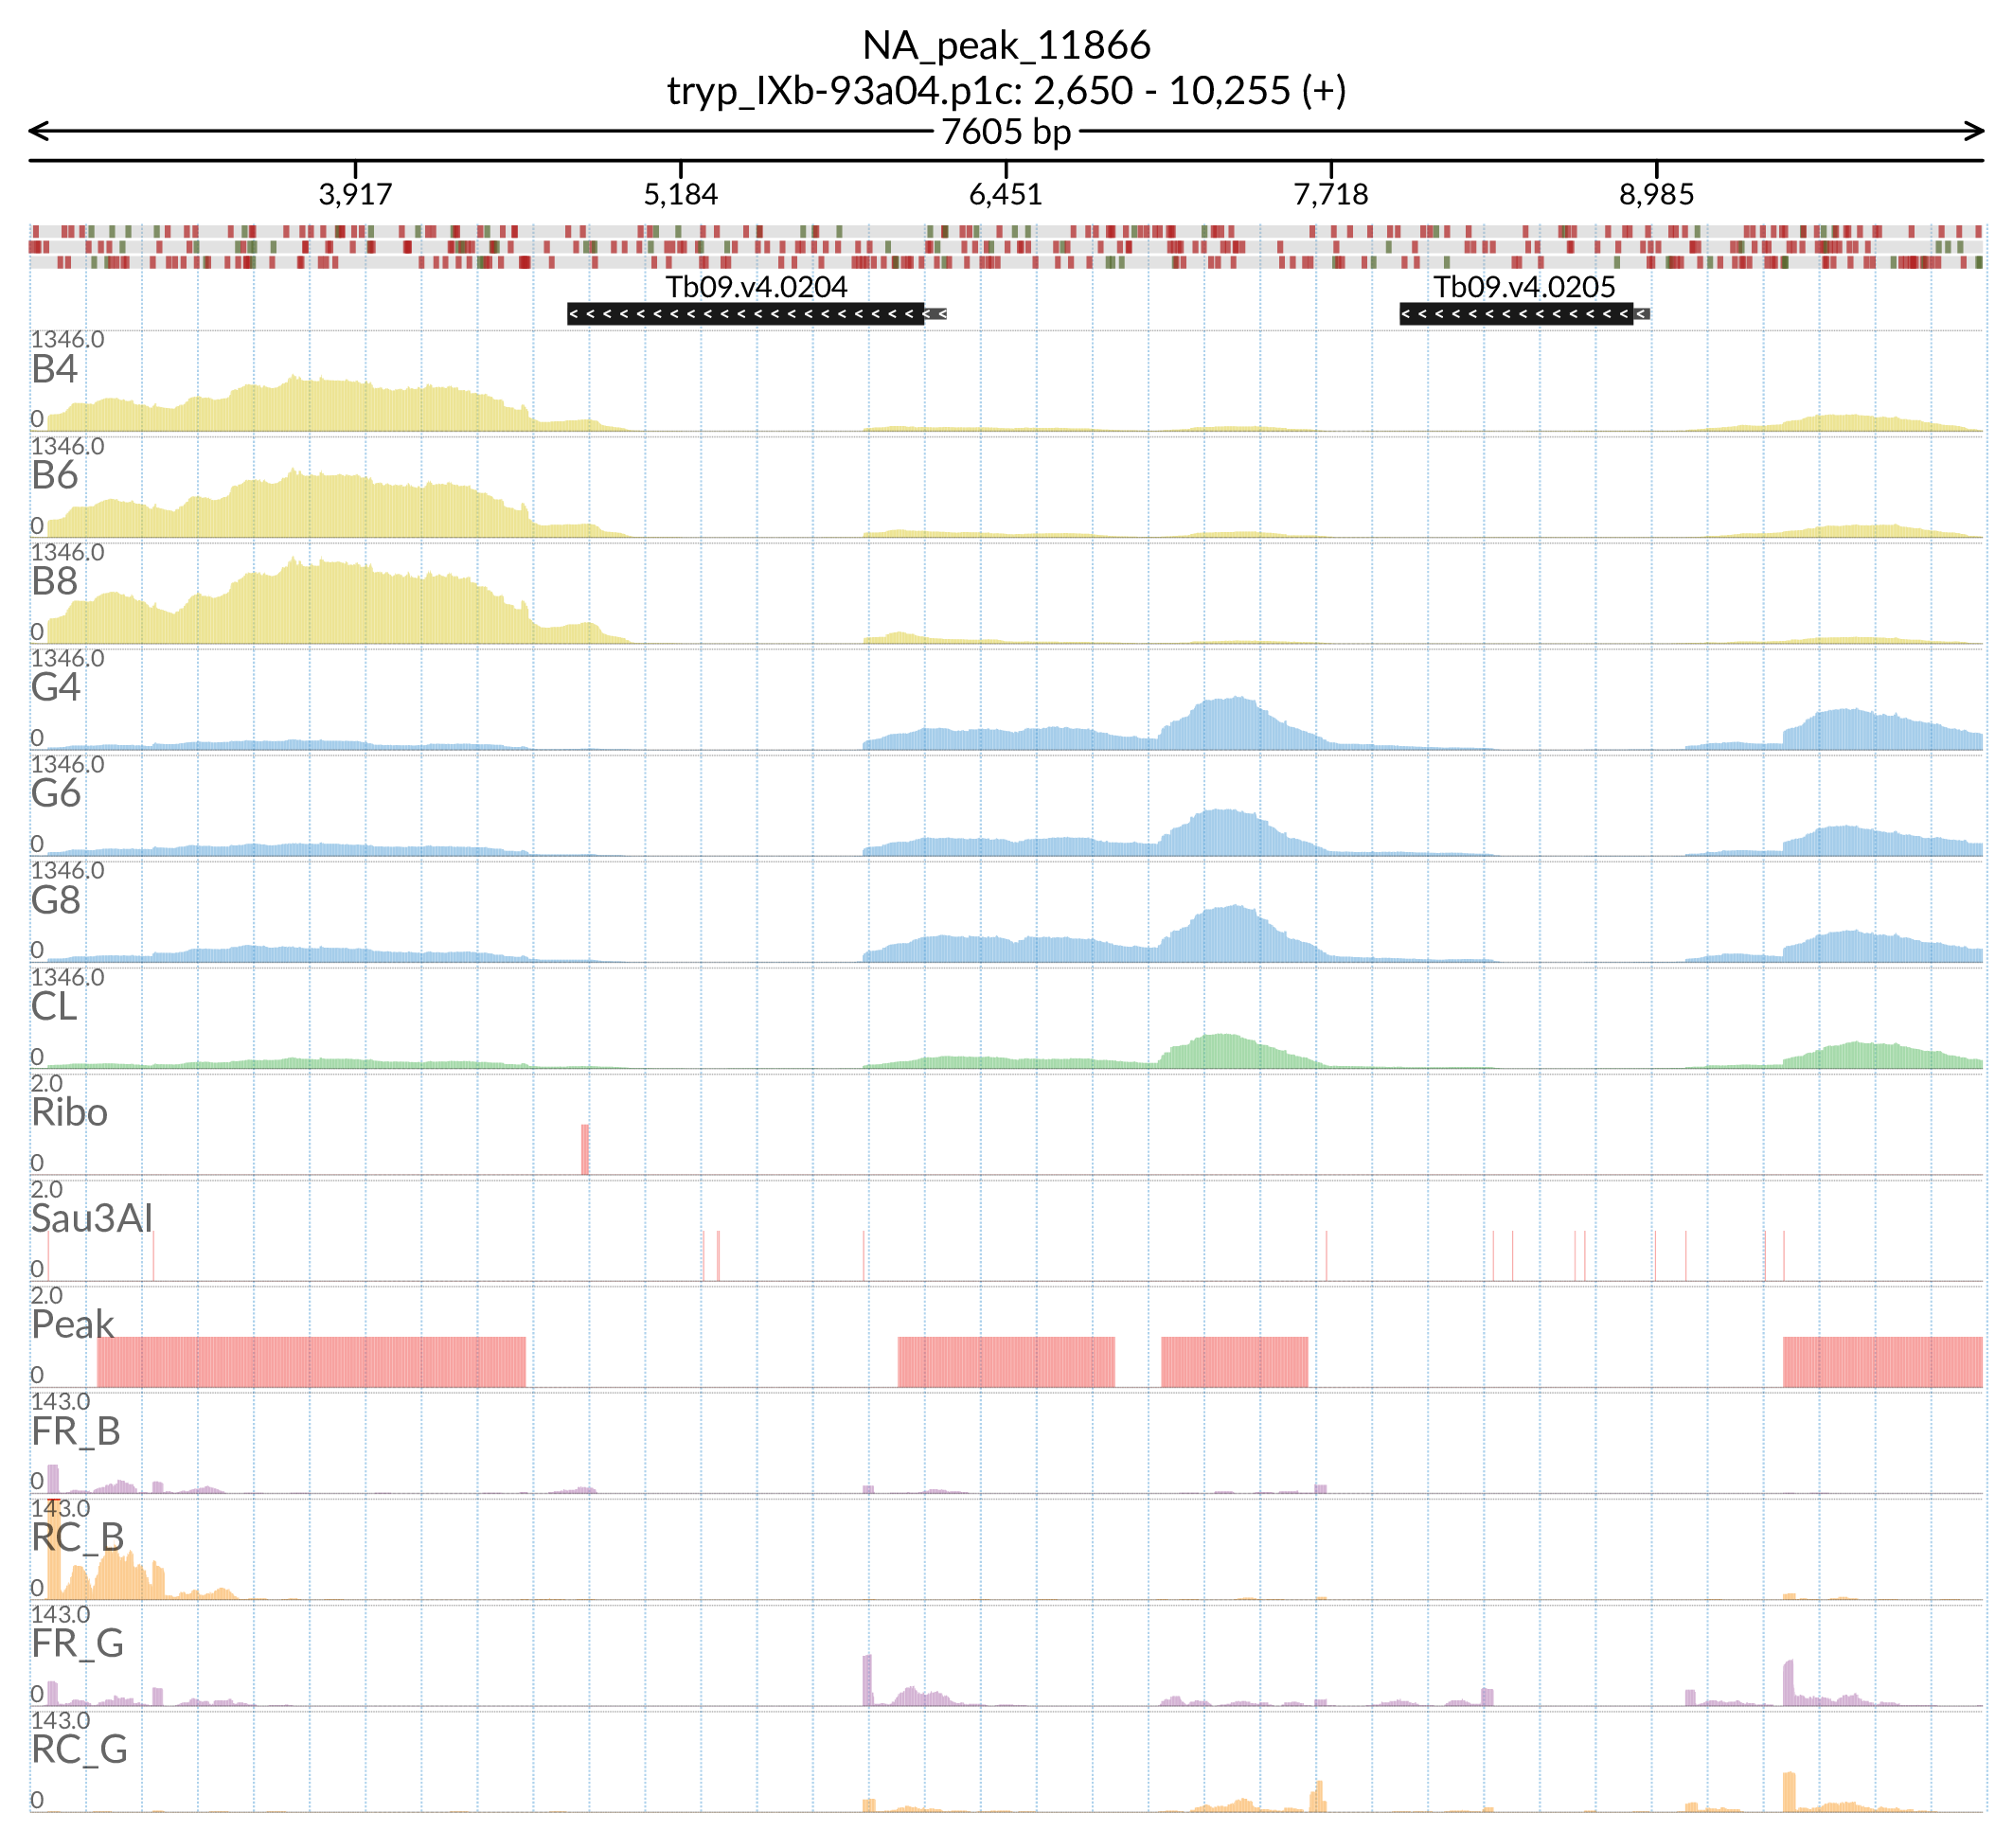 NA_peak_11866
tryp_IXb-93a04.p1c: 2,650 - 10,255 (+)
7605 bp
3,917 5,184 6,451 7,718 8,985
Tb09.v4.0204 Tb09.v4.0205
1346.0
B4
0
1346.0
B6
0
1346.0
B8
0
1346.0
G4
0
1346.0
G6
0
1346.0
G8
0
1346.0
CL
0
2.0
Ribo
0
2.0
Sau3AI
0
2.0
Peak
0
143.0
FR_B
0
143.0
RC_B
0
143.0
FR_G
0
143.0
RC_G
0